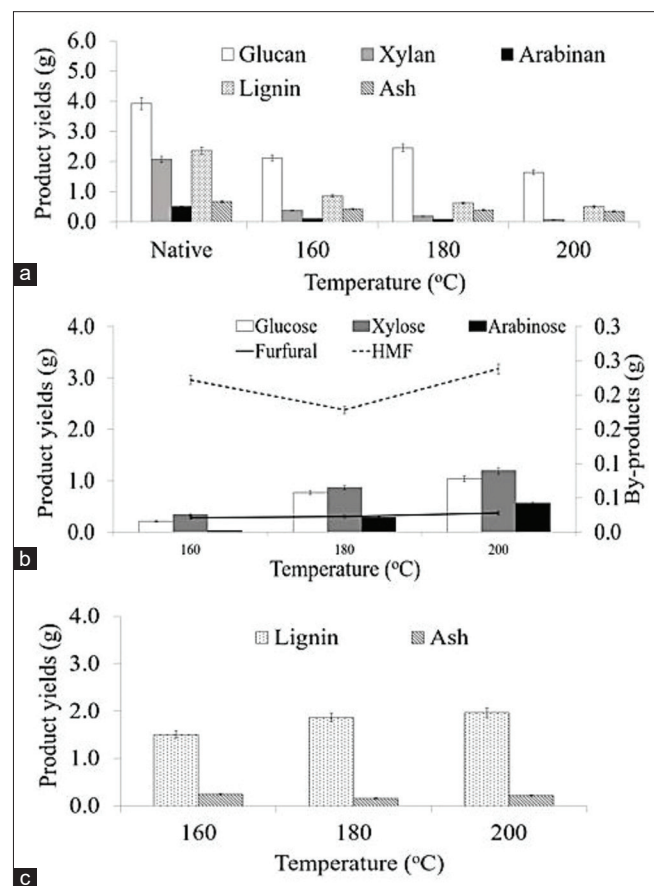 Product yields (g)
6.0
5.0
4.0
3.0
2.0
1.0
0.0
Glucan Xylan Arabinan
Lignin Ash
Native 160 180 200
Temperature (oC)
a
Product yields (g)
4.0
3.0
2.0
1.0
0.0
Glucose Xylose Arabinose
Furfural HMF
0.3
0.3
0.2
0.2
0.1
0.1
0.0
By-products (g)
160 180 200
Temperature (oC)
b
Product yields (g)
4.0
3.0
2.0
1.0
0.0
Lignin Ash
160 180 200
Temperature (oC)
c